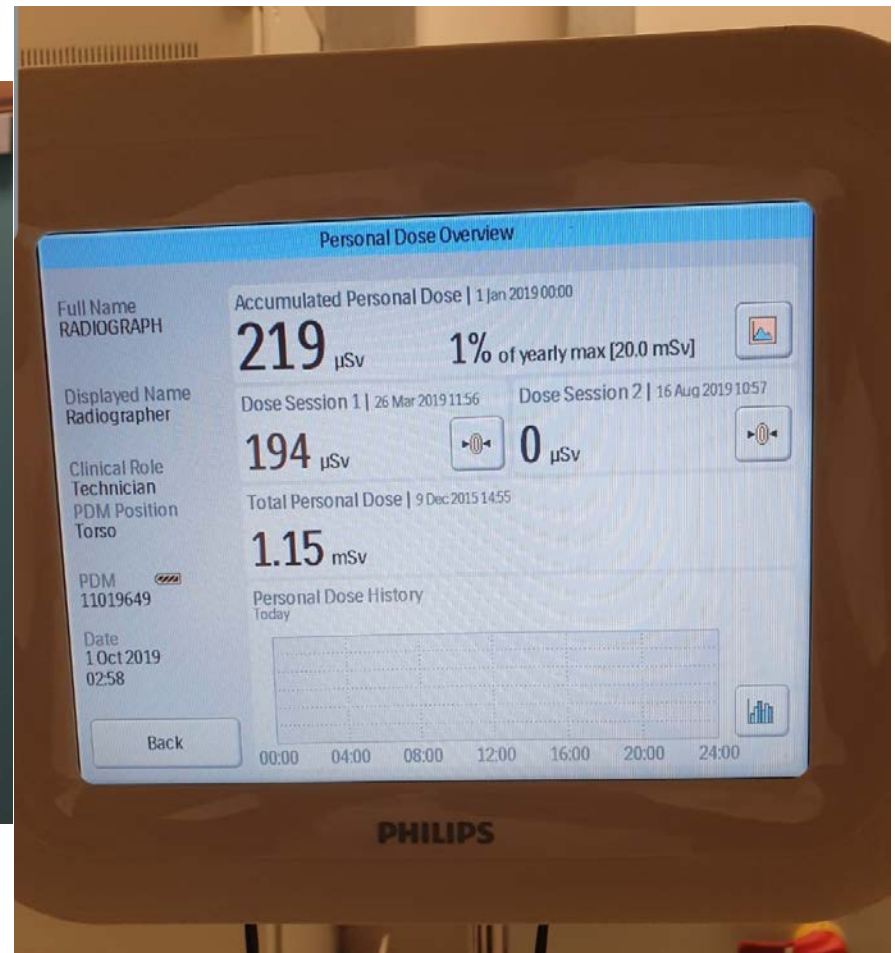 Personal Dose Overview
Full Name
RADIOGRAPH
Displayed Name
Radiographer
Clinical Role
Technician
PDM Position
Torso
PDM
11019649
Date
1 Oct 2019
02:58
Back
Accumulated Personal Dose | 1 Jan 2019 00:00
219 µSv 1% of yearly max [20.0 mSv]
Dose Session 1 | 26 Mar 2019 11:56
194 µSv
▸0◂
Dose Session 2 | 16 Aug 2019 10:57
0 µSv
▸0◂
Total Personal Dose | 9 Dec 2015 14:55
1.15 mSv
Personal Dose History
Today
00:00 04:00 08:00 12:00 16:00 20:00 24:00
PHILIPS